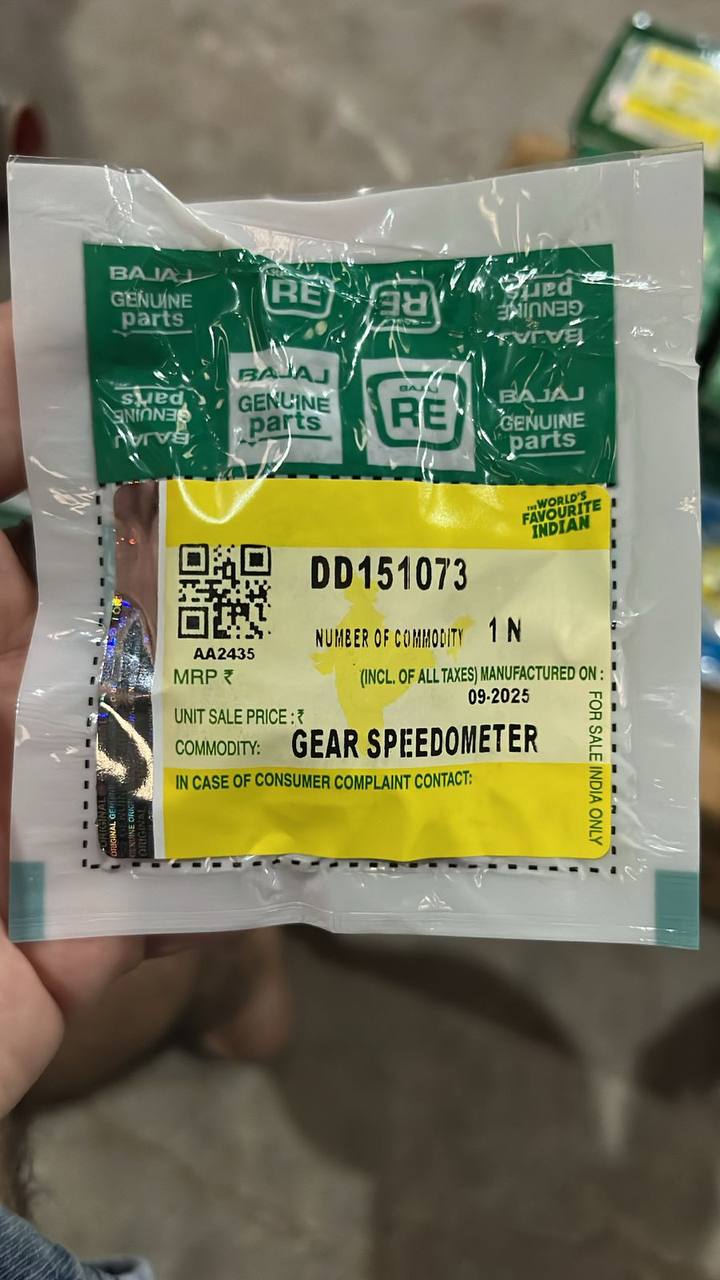 BAJAJ
GENUINE
parts
RE
RE
BAJAJ
GENUINE
parts
BAJAJ
GENUINE
parts
BAJAJ
GENUINE
parts
BAJAJ
RE
BAJAJ
GENUINE
parts
THE WORLD'S
FAVOURITE
INDIAN
DD151073
NUMBER OF COMMODITY 1 N
AA2435
MRP ₹ (INCL. OF ALL TAXES) MANUFACTURED ON :
09-2025
UNIT SALE PRICE : ₹
COMMODITY: GEAR SPEEDOMETER
IN CASE OF CONSUMER COMPLAINT CONTACT:
FOR SALE INDIA ONLY